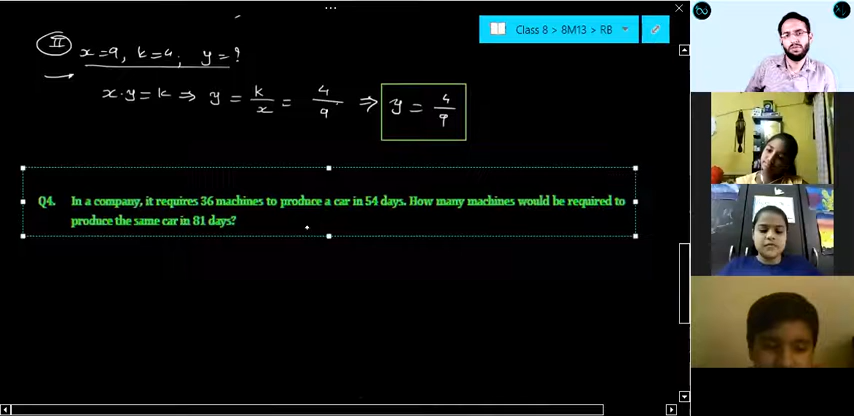 Class 8 > 8M13 > RB
II x=9, k=4, y=?
x·y=k ⇒ y = k/x = 4/9 ⇒ y = 4/9
Q4. In a company, it requires 36 machines to produce a car in 54 days. How many machines would be required to
produce the same car in 81 days?